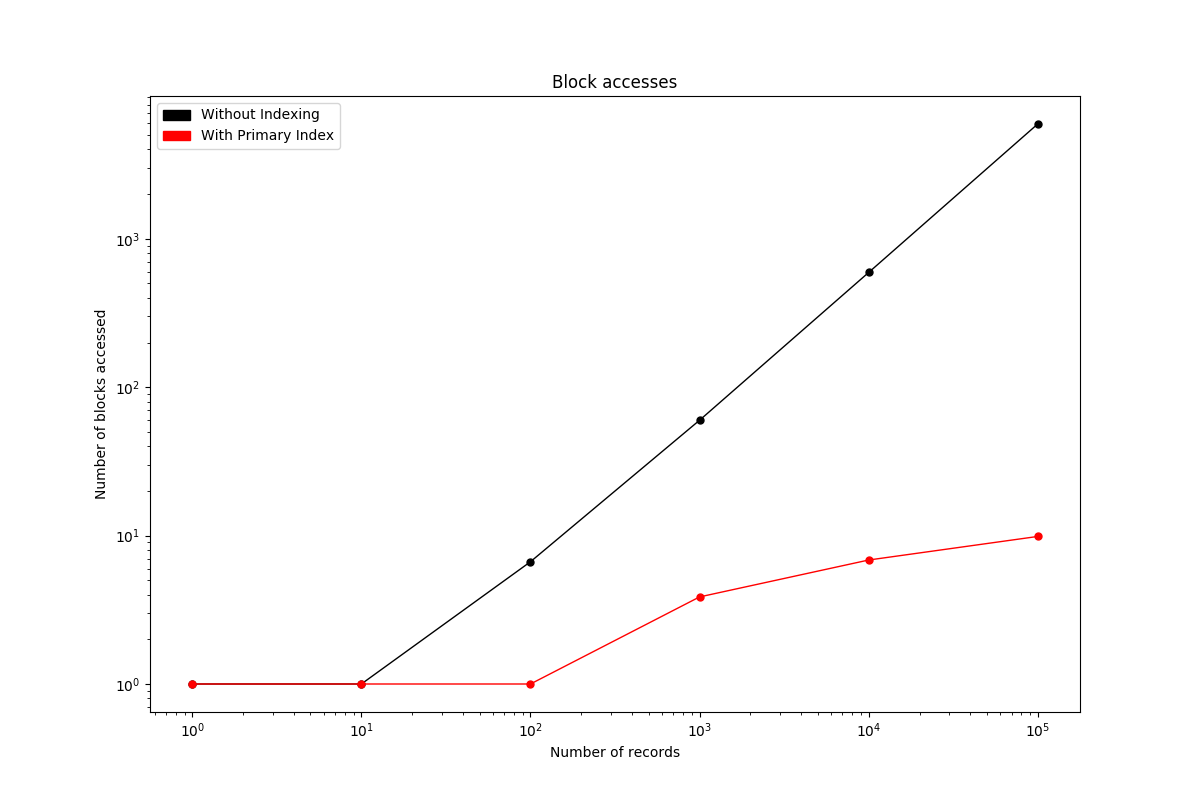 Block accesses
Without Indexing
With Primary Index
Number of blocks accessed
10³
10²
10¹
10⁰
10⁰ 10¹ 10² 10³ 10⁴ 10⁵
Number of records